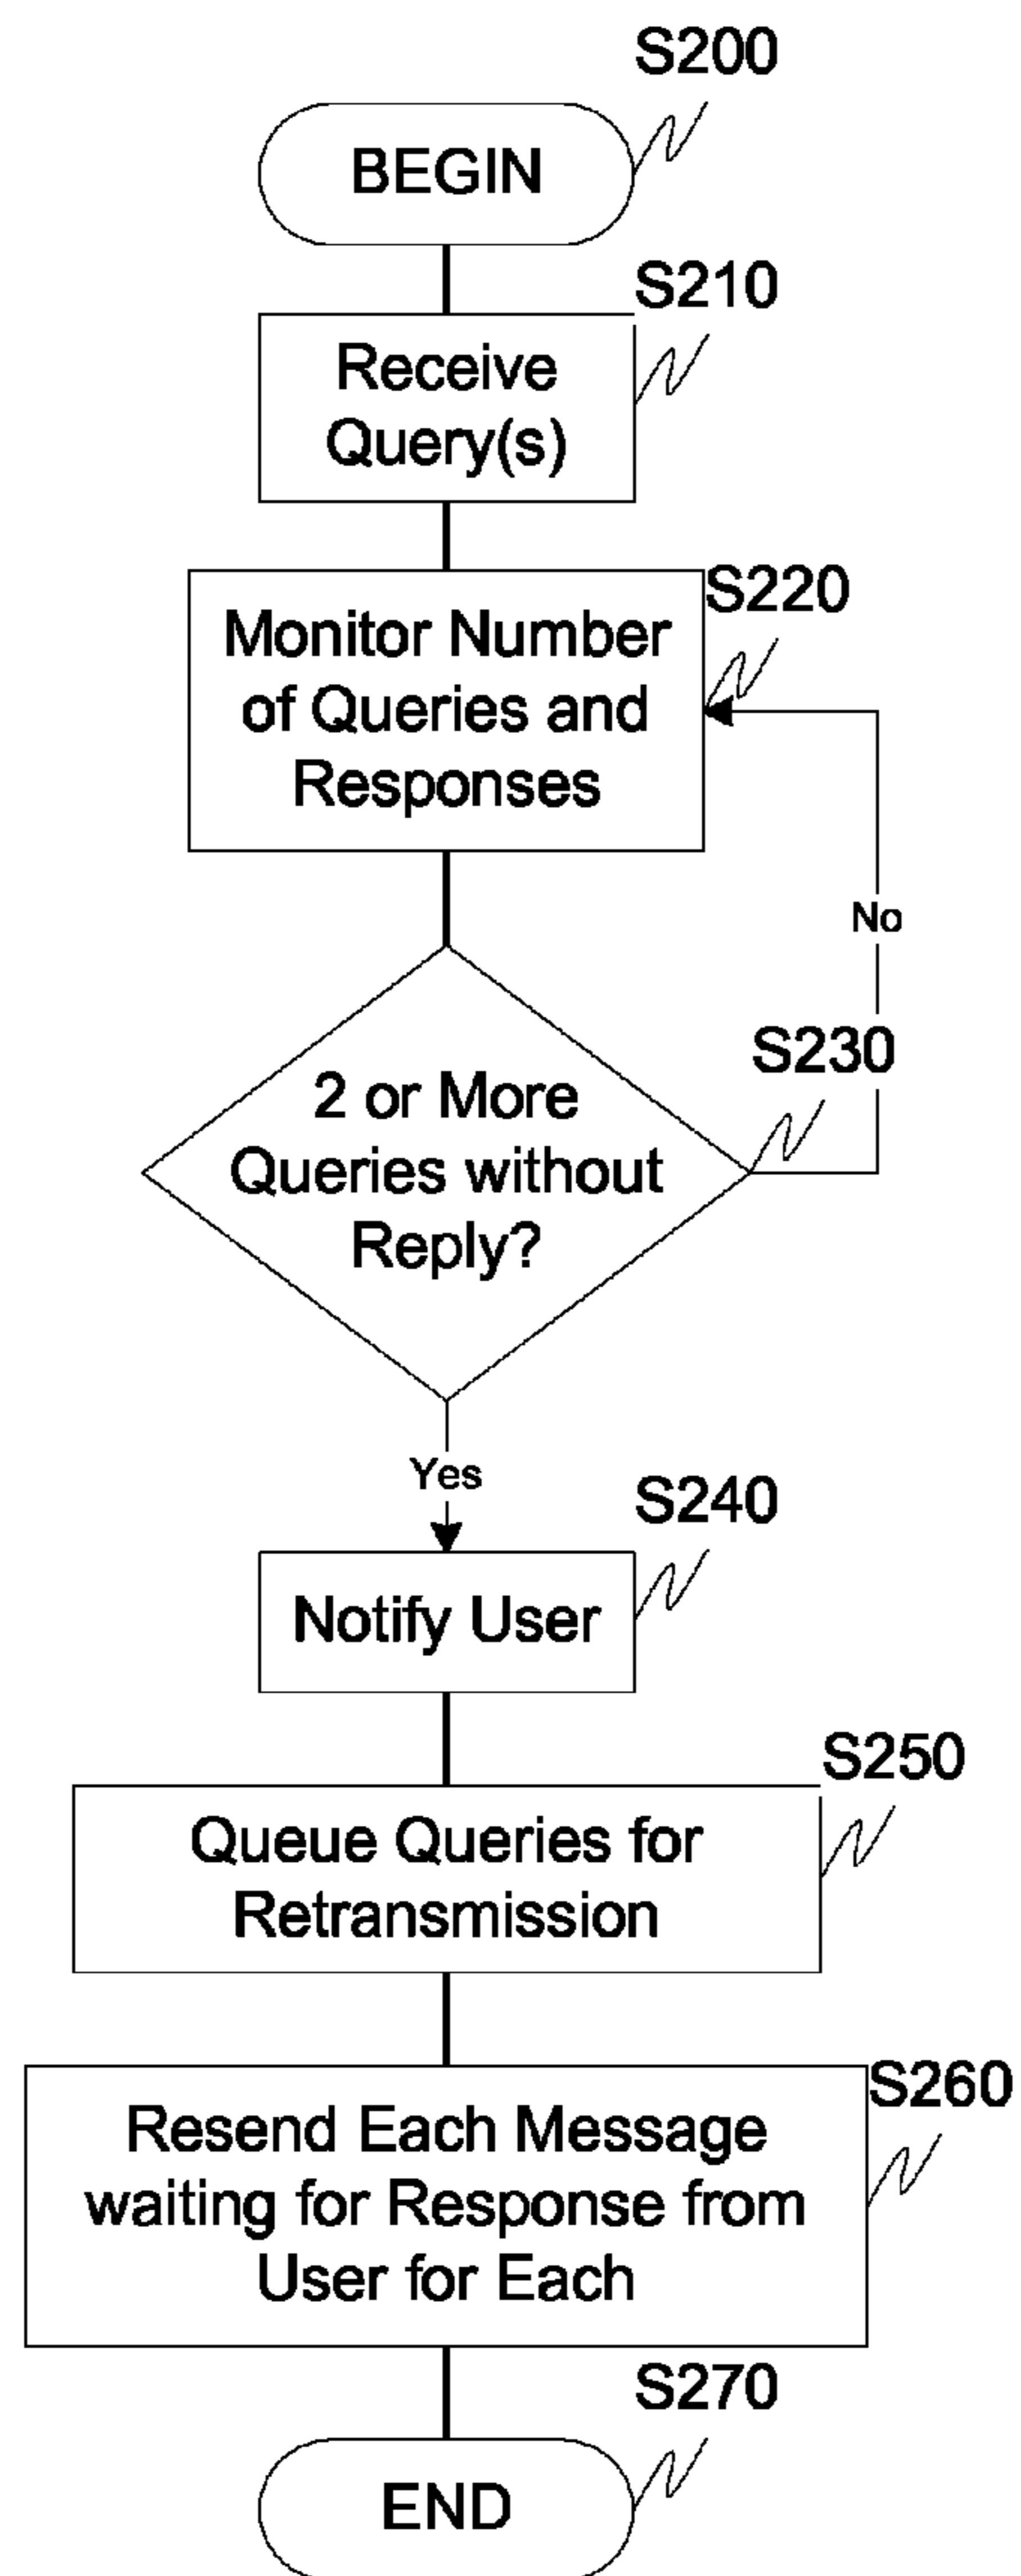 S200
BEGIN
S210
Receive
Query(s)
S220
Monitor Number
of Queries and
Responses
No
S230
2 or More
Queries without
Reply?
Yes
S240
Notify User
S250
Queue Queries for
Retransmission
S260
Resend Each Message
waiting for Response from
User for Each
S270
END